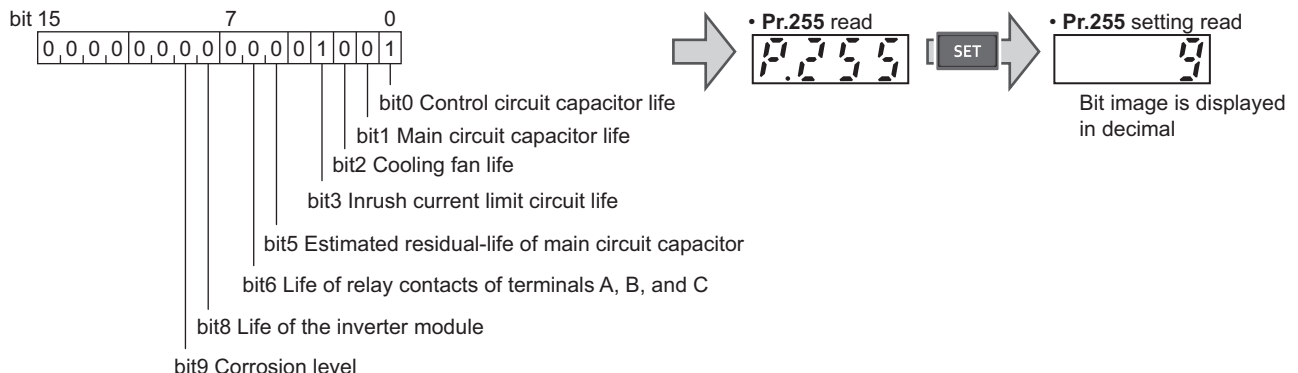 bit 15 7 0
0 0 0 0 0 0 0 0 0 0 0 0 1 0 0 1
bit0 Control circuit capacitor life
bit1 Main circuit capacitor life
bit2 Cooling fan life
bit3 Inrush current limit circuit life
bit5 Estimated residual-life of main circuit capacitor
bit6 Life of relay contacts of terminals A, B, and C
bit8 Life of the inverter module
bit9 Corrosion level
• Pr.255 read
P.255
SET
• Pr.255 setting read
9
Bit image is displayed
in decimal